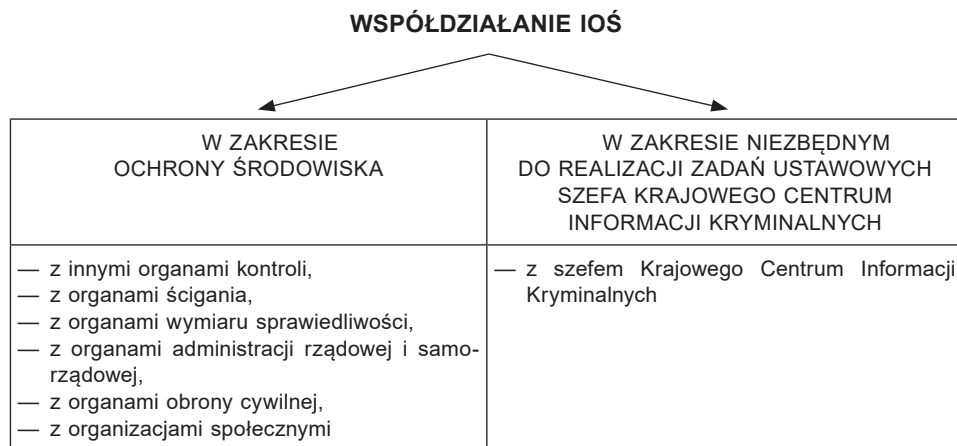 WSPÓŁDZIAŁANIE IOŚ
W ZAKRESIE
OCHRONY ŚRODOWISKA
W ZAKRESIE NIEZBĘDNYM
DO REALIZACJI ZADAŃ USTAWOWYCH
SZEFA KRAJOWEGO CENTRUM
INFORMACJI KRYMINALNYCH
— z innymi organami kontroli,
— z organami ścigania,
— z organami wymiaru sprawiedliwości,
— z organami administracji rządowej i samo-
rządowej,
— z organami obrony cywilnej,
— z organizacjami społecznymi
— z szefem Krajowego Centrum Informacji
Kryminalnych